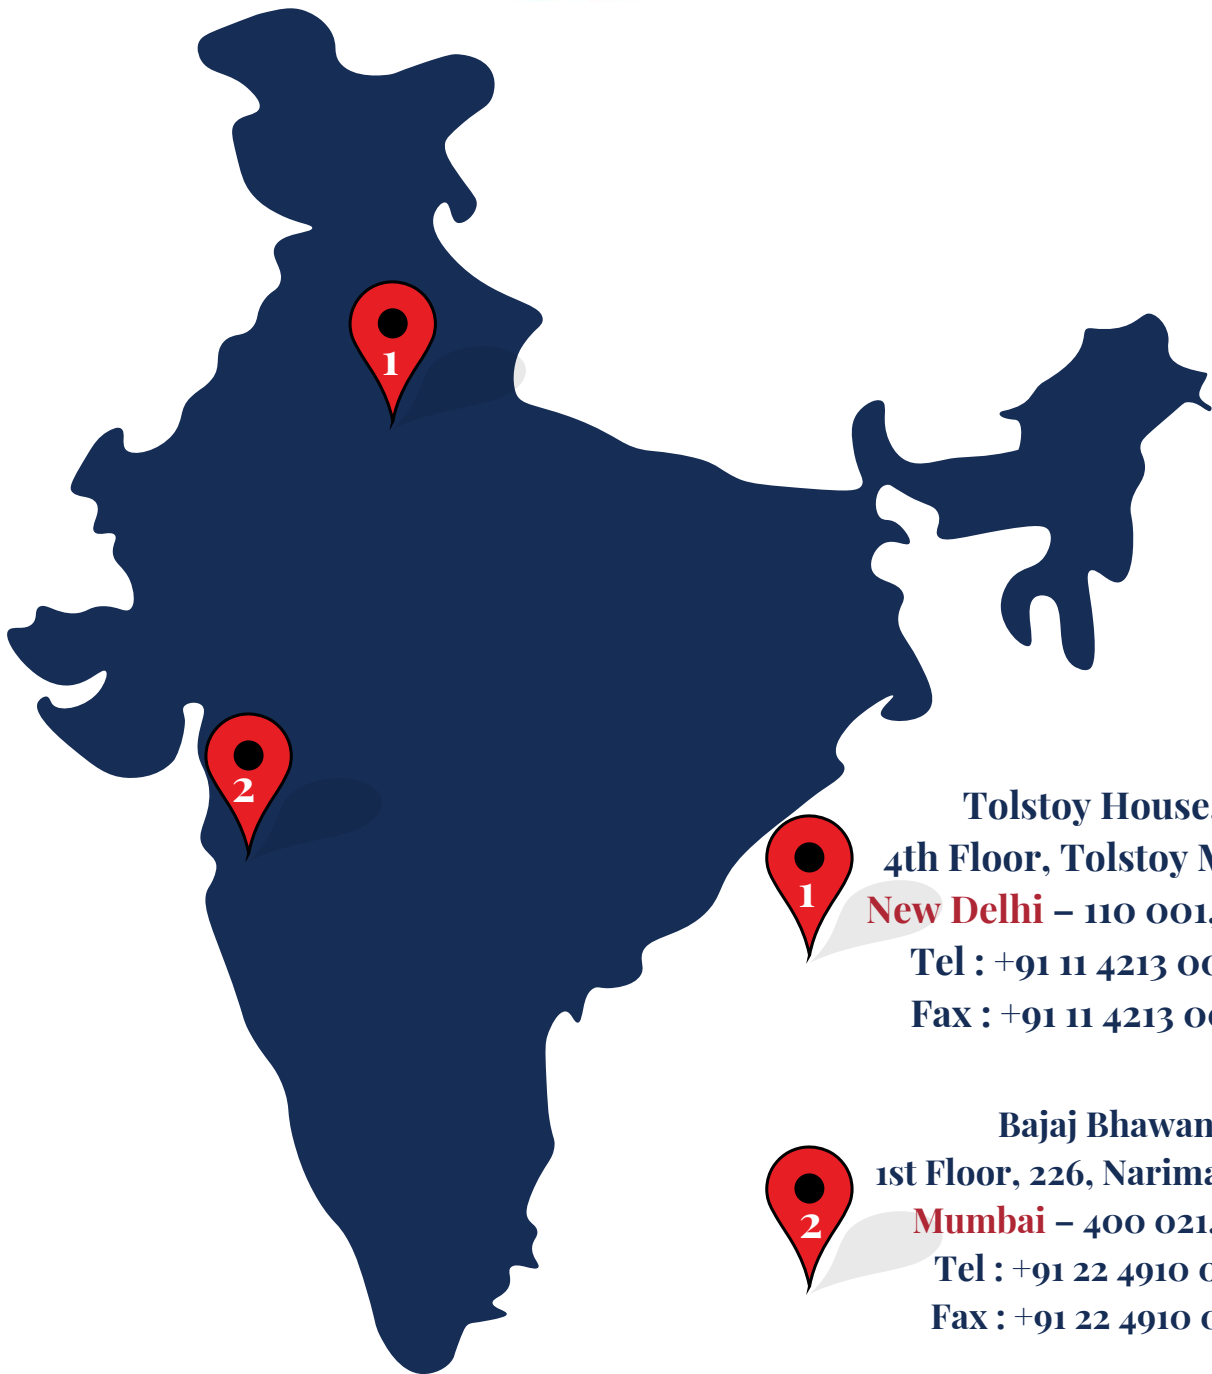 1
2
1
Tolstoy House,
4th Floor, Tolstoy
New Delhi – 110 001,
Tel : +91 11 4213
Fax : +91 11 4213
2
Bajaj Bhawan
1st Floor, 226,
Mumbai – 400 021,
Tel : +91 22 4910
Fax : +91 22 4910